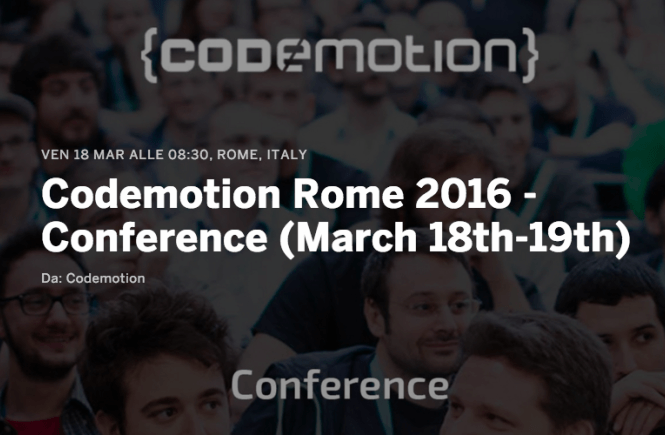 {CODEMOTION}
VEN 18 MAR ALLE 08:30, ROME, ITALY
Codemotion Rome 2016 -
Conference (March 18th-19th)
Da: Codemotion
Conference